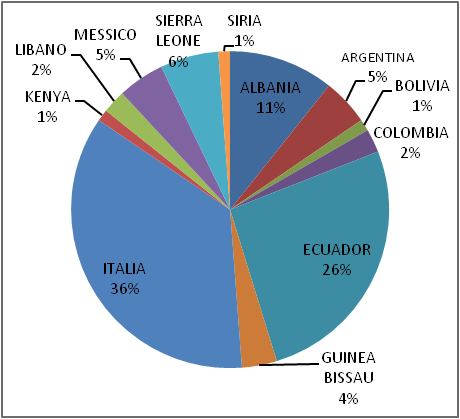 SIRIA
1%
ALBANIA
11%
ARGENTINA
5%
BOLIVIA
1%
COLOMBIA
2%
ECUADOR
26%
GUINEA
BISSAU
4%
ITALIA
36%
KENYA
1%
LIBANO
2%
MESSICO
5%
SIERRA
LEONE
6%